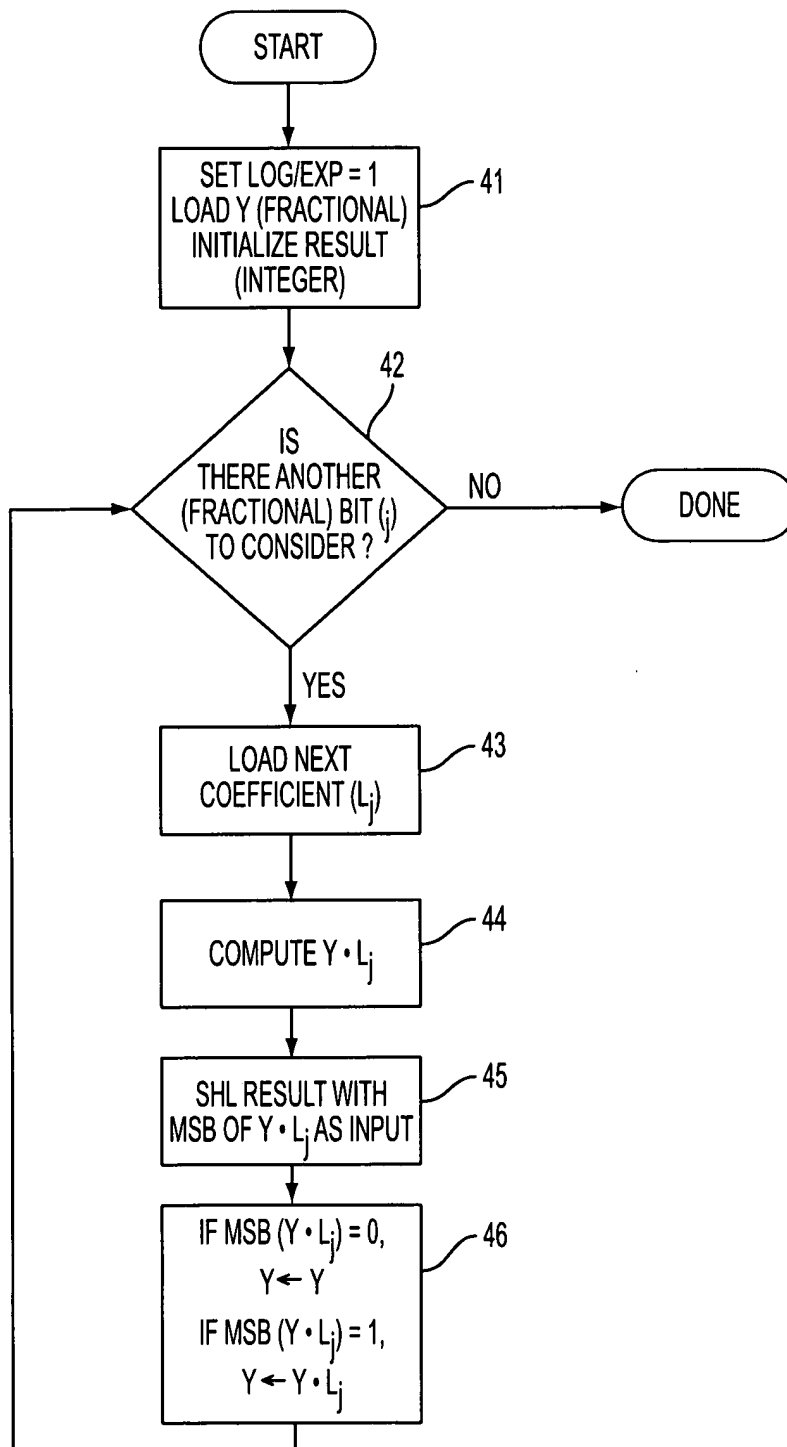 START
SET LOG/EXP = 1
LOAD Y (FRACTIONAL)
INITIALIZE RESULT
(INTEGER)
41
42
IS
THERE ANOTHER
(FRACTIONAL) BIT (j)
TO CONSIDER ?
NO
DONE
YES
LOAD NEXT
COEFFICIENT (Lj)
43
COMPUTE Y • Lj
44
SHL RESULT WITH
MSB OF Y • Lj AS INPUT
45
IF MSB (Y • Lj) = 0,
Y ← Y
IF MSB (Y • Lj) = 1,
Y ← Y • Lj
46